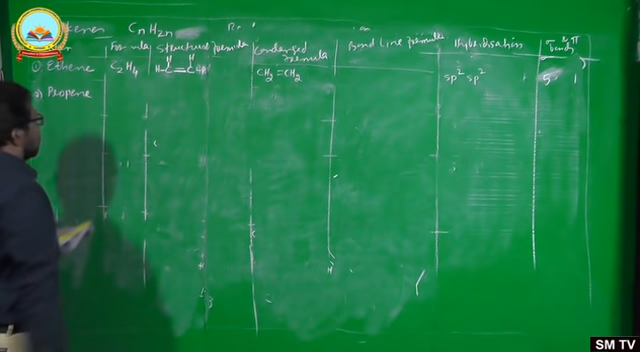 CnH2n
Formula Structural formula Condensed formula Bond Line formula Hybridisation σ & π bonds
① Ethene C2H4 H-C=C-H H H CH2=CH2 sp2 sp2 5 1
② Propene
SM TV